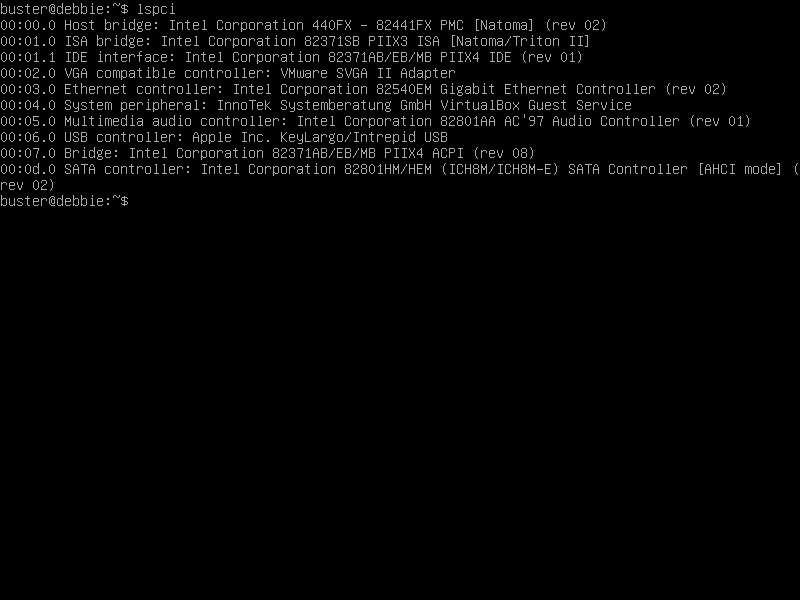 buster@debbie:~$ lspci
00:00.0 Host bridge: Intel Corporation 440FX - 82441FX PMC [Natoma] (rev 02)
00:01.0 ISA bridge: Intel Corporation 82371SB PIIX3 ISA [Natoma/Triton II]
00:01.1 IDE interface: Intel Corporation 82371AB/EB/MB PIIX4 IDE (rev 01)
00:02.0 VGA compatible controller: VMware SVGA II Adapter
00:03.0 Ethernet controller: Intel Corporation 82540EM Gigabit Ethernet Controller (rev 02)
00:04.0 System peripheral: InnoTek Systemberatung GmbH VirtualBox Guest Service
00:05.0 Multimedia audio controller: Intel Corporation 82801AA AC'97 Audio Controller (rev 01)
00:06.0 USB controller: Apple Inc. KeyLargo/Intrepid USB
00:07.0 Bridge: Intel Corporation 82371AB/EB/MB PIIX4 ACPI (rev 08)
00:0d.0 SATA controller: Intel Corporation 82801HM/HEM (ICH8M/ICH8M-E) SATA Controller [AHCI mode] (
rev 02)
buster@debbie:~$